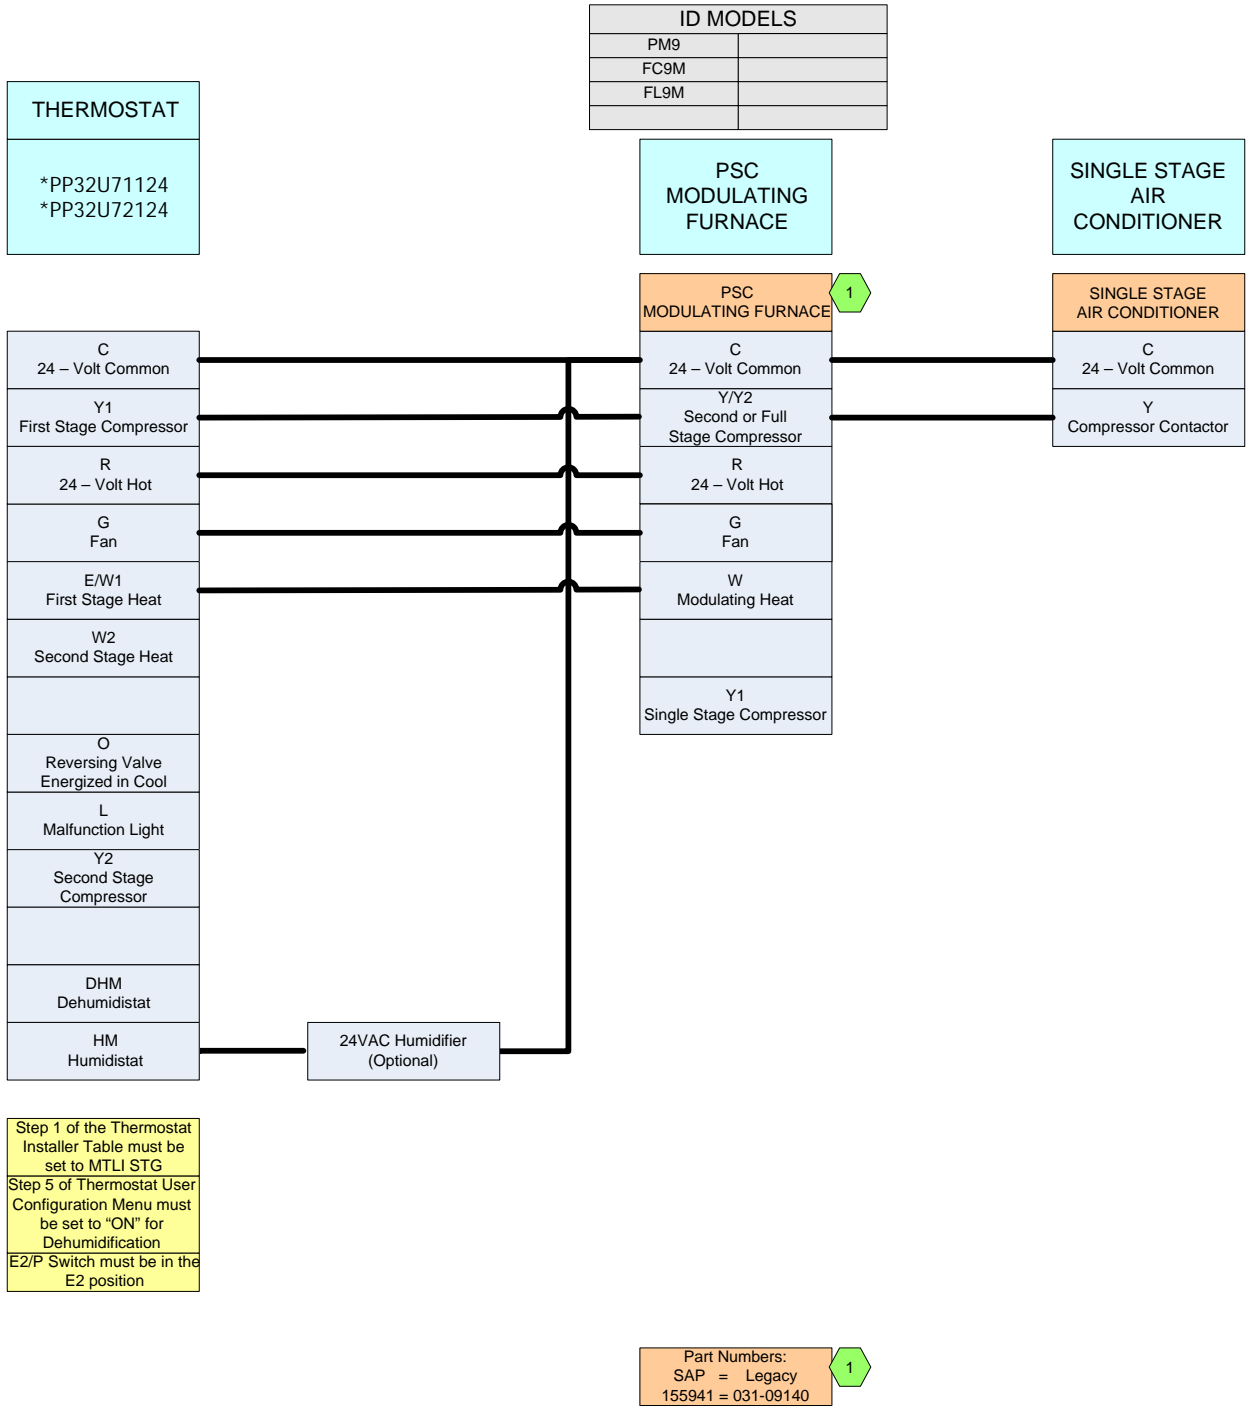 ID MODELS
PM9
FC9M
FL9M
THERMOSTAT
*PP32U71124
*PP32U72124
PSC
MODULATING
FURNACE
SINGLE STAGE
AIR
CONDITIONER
PSC
MODULATING FURNACE
1
SINGLE STAGE
AIR CONDITIONER
C
24 – Volt Common
Y1
First Stage Compressor
R
24 – Volt Hot
G
Fan
E/W1
First Stage Heat
W2
Second Stage Heat
O
Reversing Valve
Energized in Cool
L
Malfunction Light
Y2
Second Stage
Compressor
DHM
Dehumidistat
HM
Humidistat
24VAC Humidifier
(Optional)
C
24 – Volt Common
Y/Y2
Second or Full
Stage Compressor
R
24 – Volt Hot
G
Fan
W
Modulating Heat
Y1
Single Stage Compressor
C
24 – Volt Common
Y
Compressor Contactor
Step 1 of the Thermostat
Installer Table must be
set to MTLI STG
Step 5 of Thermostat User
Configuration Menu must
be set to “ON” for
Dehumidification
E2/P Switch must be in the
E2 position
Part Numbers:
SAP = Legacy
155941 = 031-09140
1